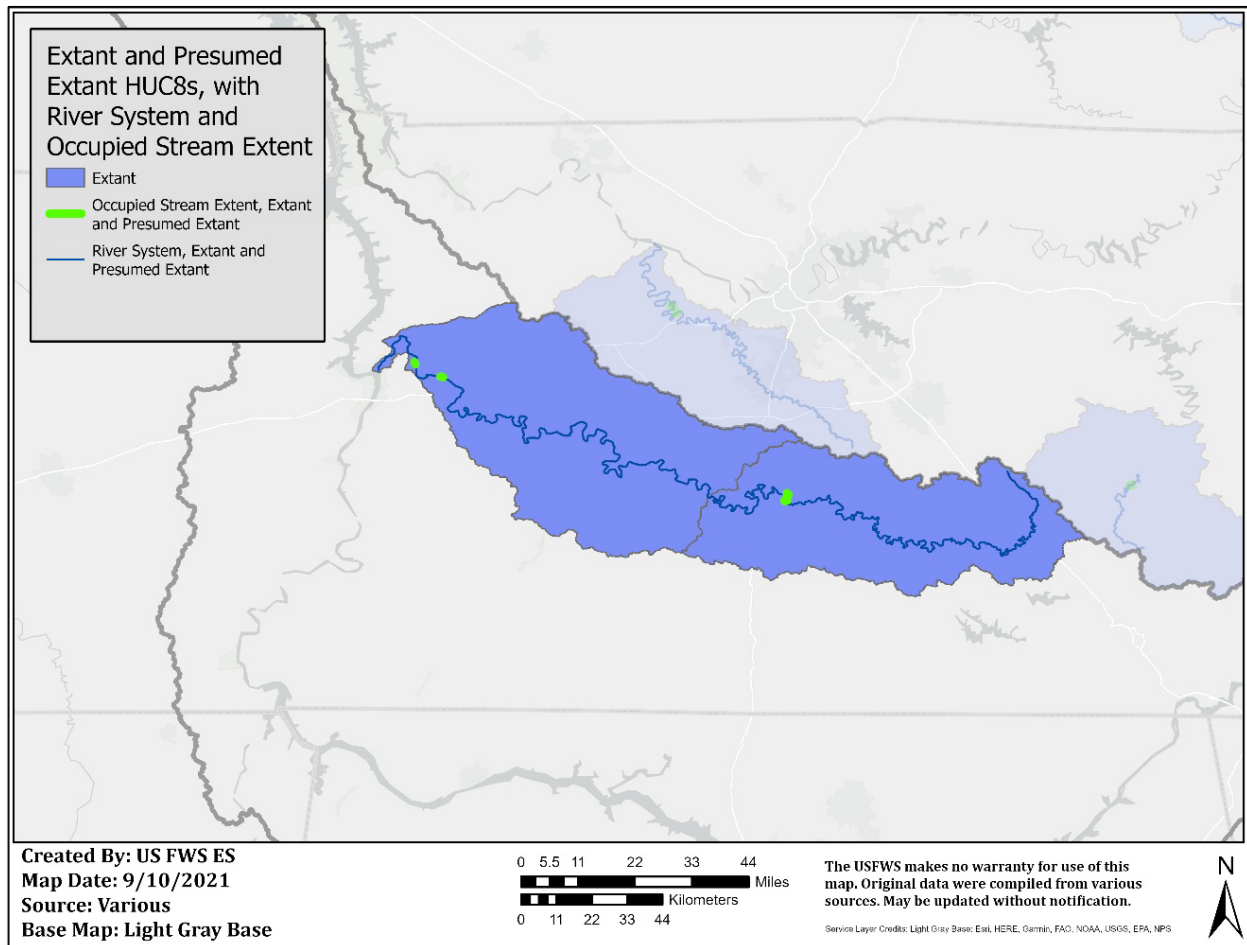 Extant and Presumed
Extant HUC8s, with
River System and
Occupied Stream Extent
Extant
Occupied Stream Extent, Extant
and Presumed Extant
River System, Extant and
Presumed Extant
Created By: US FWS ES
Map Date: 9/10/2021
Source: Various
Base Map: Light Gray Base
0 5.5 11 22 33 44
Miles
Kilometers
0 11 22 33 44
The USFWS makes no warranty for use of this
map. Original data were compiled from various
sources. May be updated without notification.
Service Layer Credits: Light Gray Base: Esri, HERE, Garmin, FAO, NOAA, USGS, EPA, NPS
N